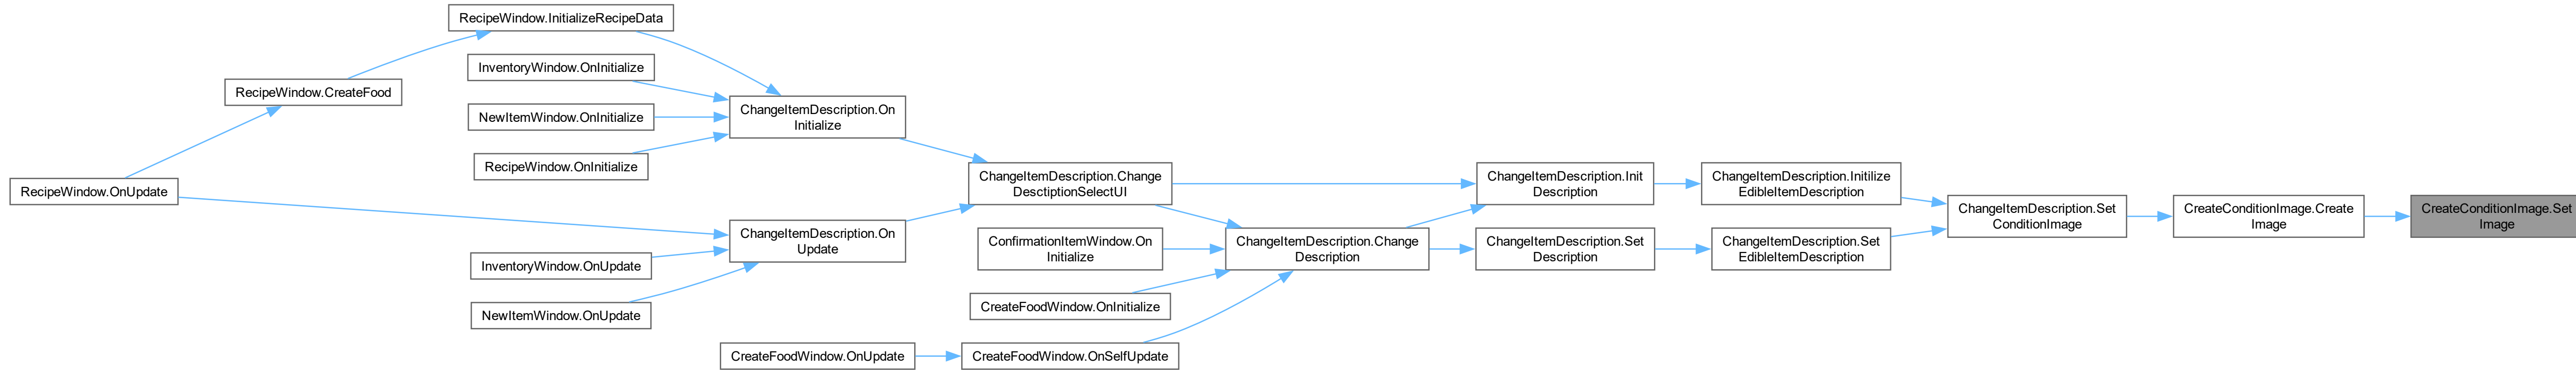 RecipeWindow.InitializeRecipeData
InventoryWindow.OnInitialize
RecipeWindow.CreateFood
ChangeItemDescription.On
Initialize
NewItemWindow.OnInitialize
RecipeWindow.OnInitialize
RecipeWindow.OnUpdate
ChangeItemDescription.Change
DesctiptionSelectUI
ChangeItemDescription.Init
Description
ChangeItemDescription.Initilize
EdibleItemDescription
ChangeItemDescription.Set
ConditionImage
CreateConditionImage.Create
Image
CreateConditionImage.Set
Image
ChangeItemDescription.On
Update
ConfirmationItemWindow.On
Initialize
ChangeItemDescription.Change
Description
ChangeItemDescription.Set
Description
ChangeItemDescription.Set
EdibleItemDescription
InventoryWindow.OnUpdate
CreateFoodWindow.OnInitialize
NewItemWindow.OnUpdate
CreateFoodWindow.OnUpdate
CreateFoodWindow.OnSelfUpdate